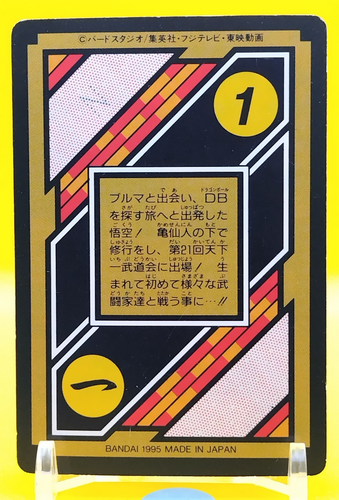 ©バードスタジオ/集英社・フジテレビ・東映動画
1
ブルマと出会い、DB
を探す旅へと出発した
悟空! 亀仙人の下で
修行をし、第21回天下
一武道会に出場! 生
まれて初めて様々な武
闘家達と戦う事に…!!
一
BANDAI 1995 MADE IN JAPAN